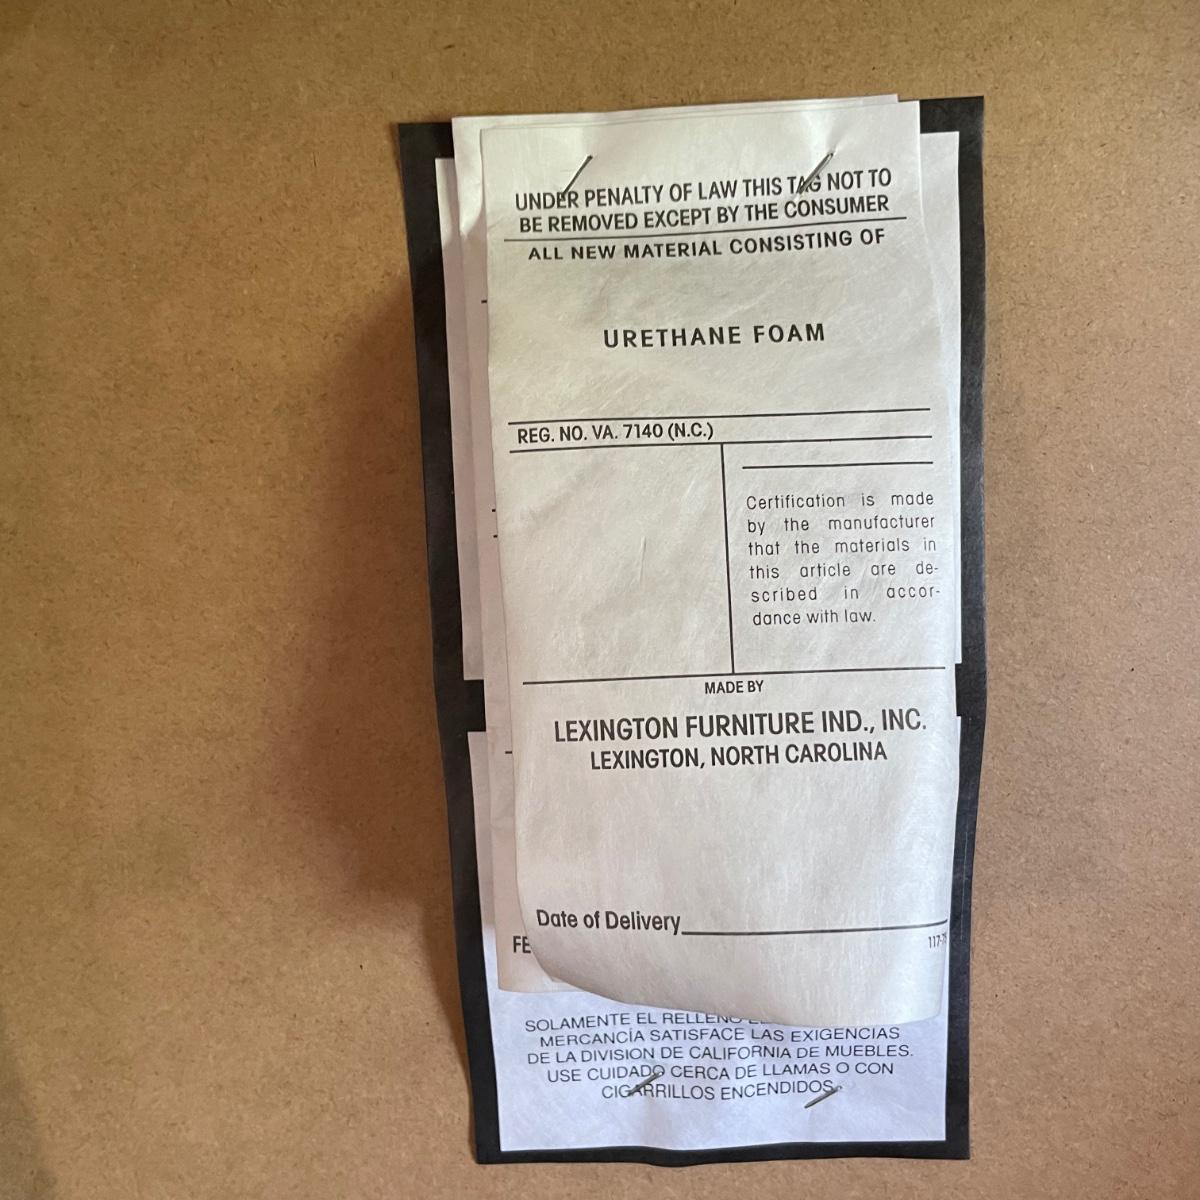 UNDER PENALTY OF LAW THIS TAG NOT TO
BE REMOVED EXCEPT BY THE CONSUMER
ALL NEW MATERIAL CONSISTING OF
URETHANE FOAM
REG. NO. VA. 7140 (N.C.)
Certification is made
by the manufacturer
that the materials in
this article are de-
scribed in accor-
dance with law.
MADE BY
LEXINGTON FURNITURE IND., INC.
LEXINGTON, NORTH CAROLINA
Date of Delivery
FE
SOLAMENTE EL RELLENO
MERCANCÍA SATISFACE LAS EXIGENCIAS
DE LA DIVISION DE CALIFORNIA DE MUEBLES.
USE CUIDADO CERCA DE LLAMAS O CON
CIGARRILLOS ENCENDIDOS.